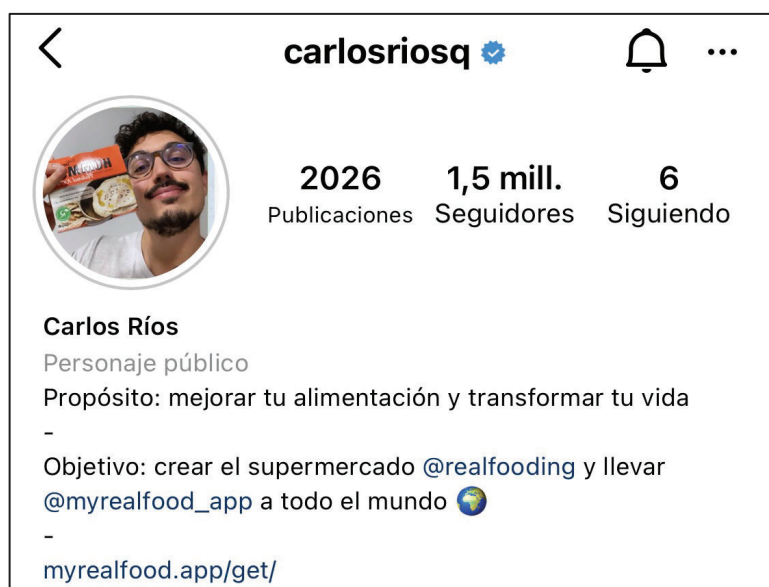 carlosriosq
2026 1,5 mill. 6
Publicaciones Seguidores Siguiendo
Carlos Ríos
Personaje público
Propósito: mejorar tu alimentación y transformar tu vida
-
Objetivo: crear el supermercado @realfooding y llevar
@myrealfood_app a todo el mundo 🌍
-
myrealfood.app/get/